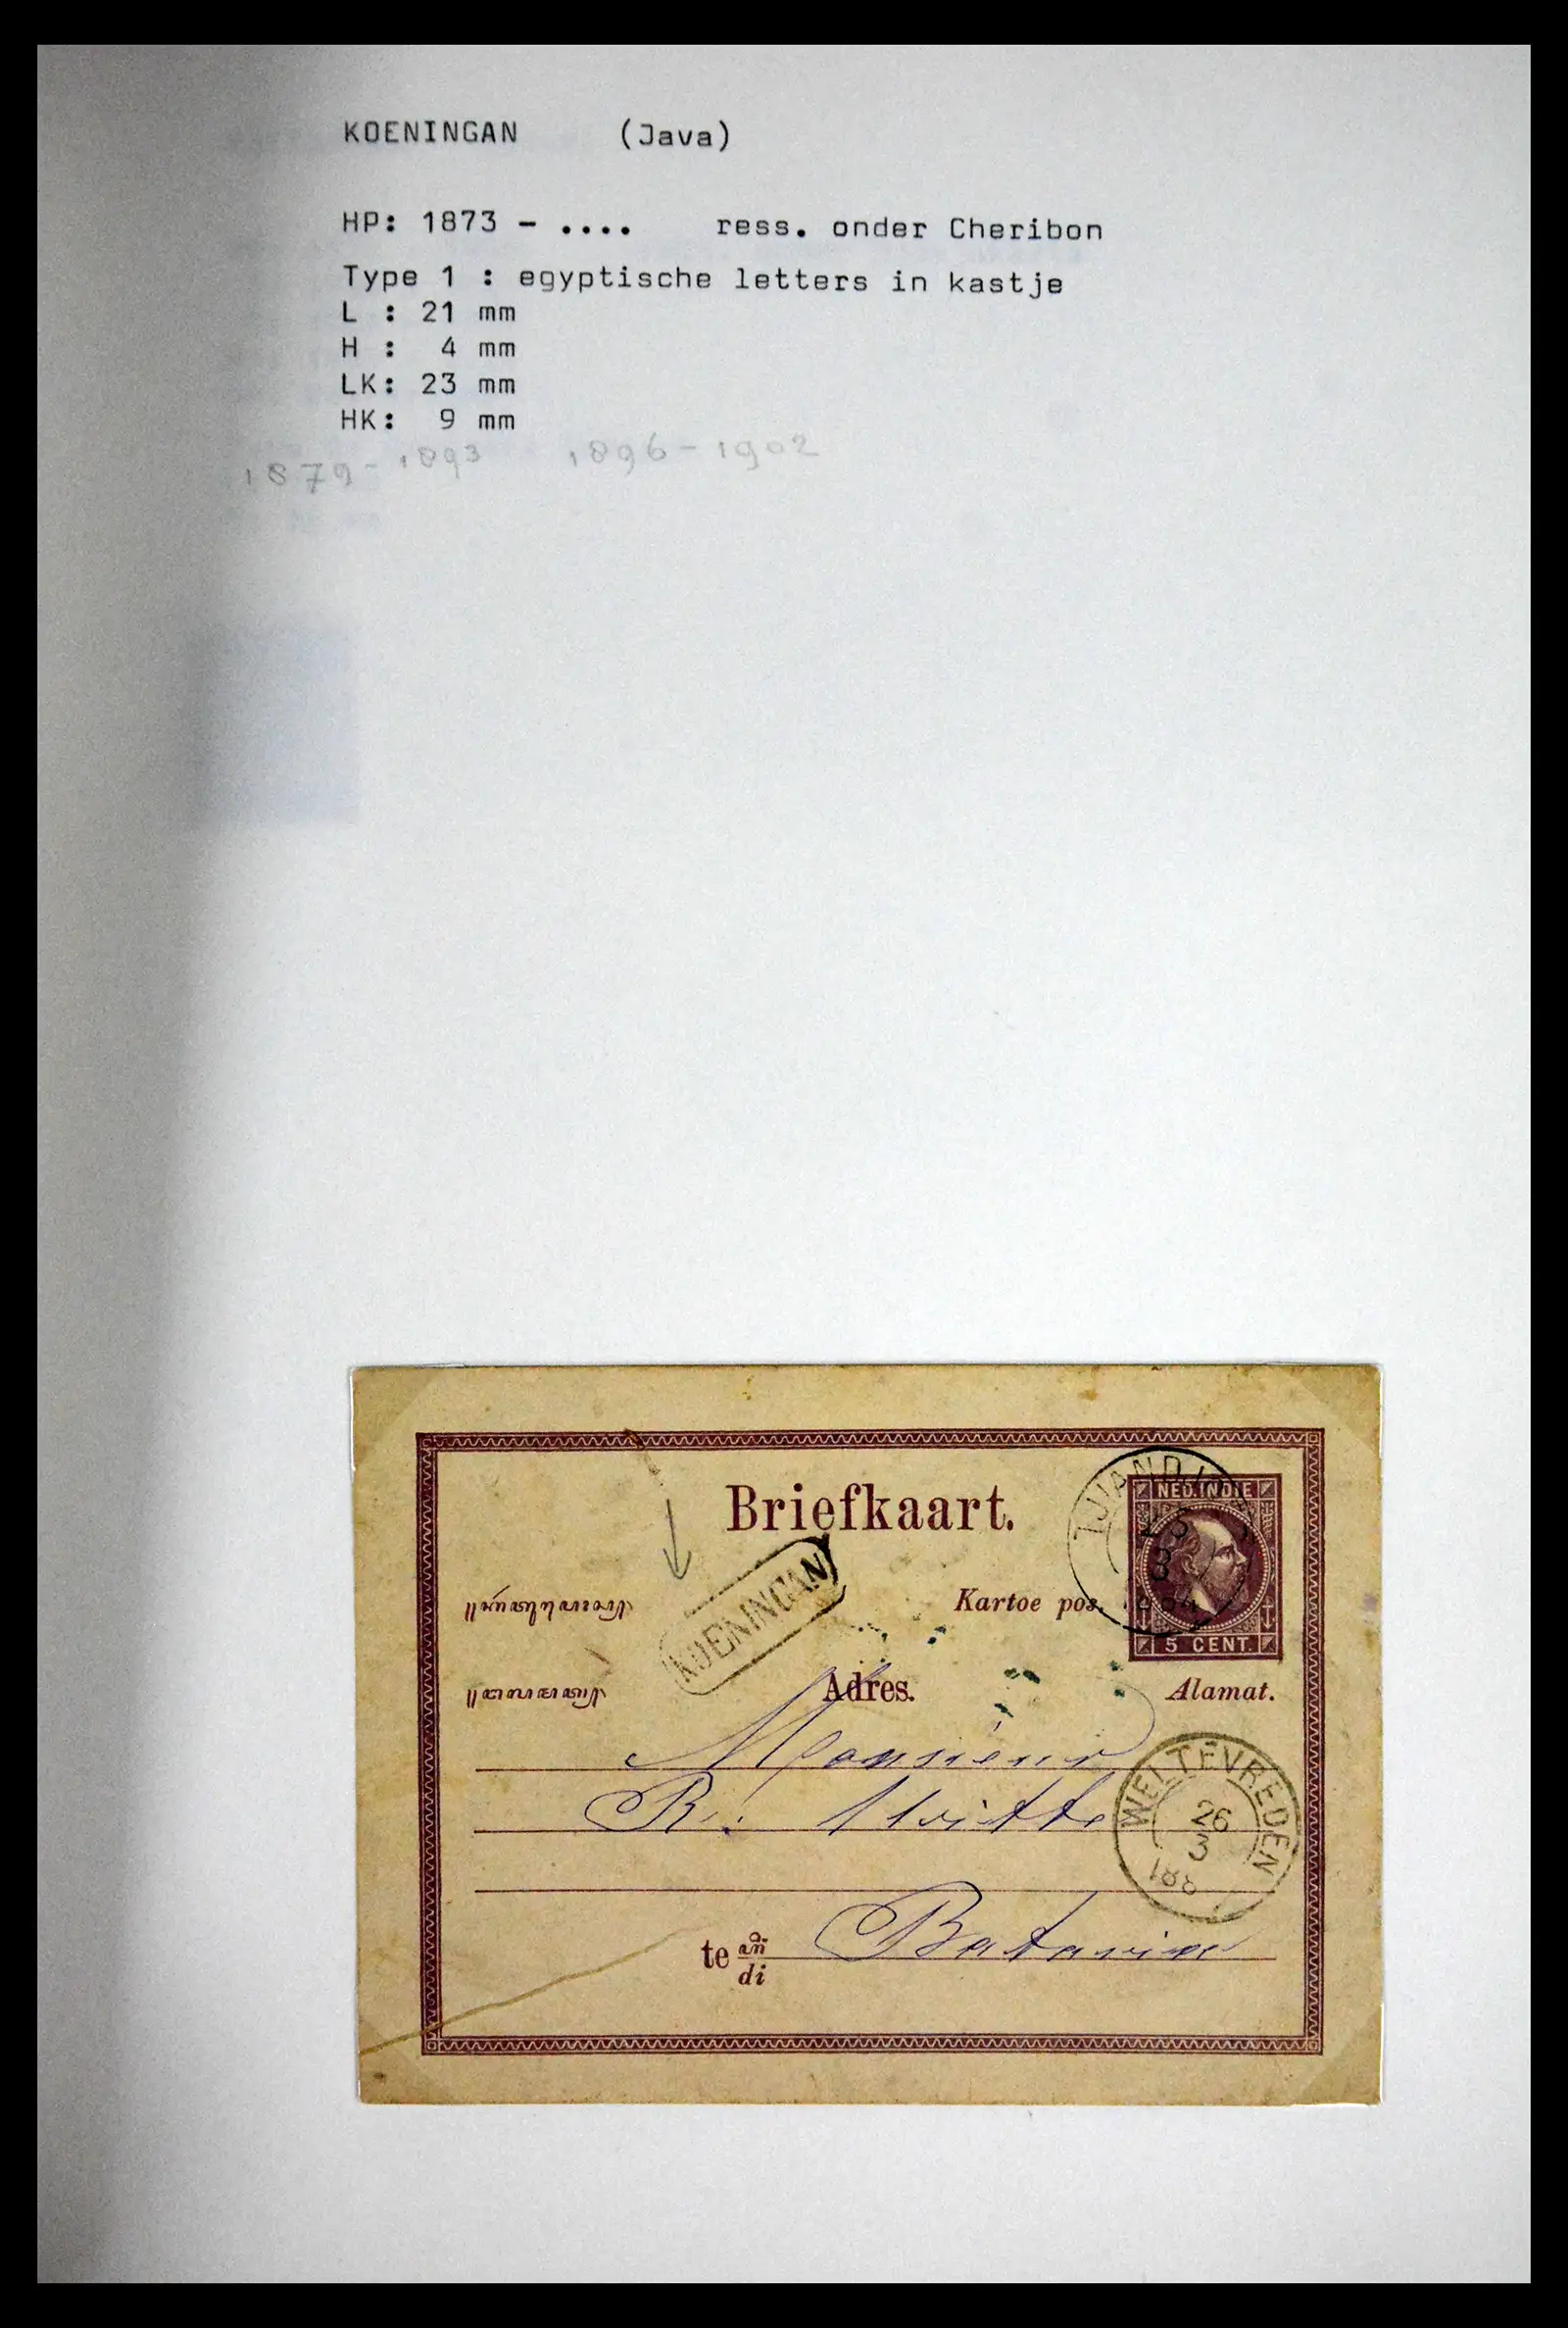 KOENINGAN (Java)
HP: 1873 - .... ress. onder Cheribon
Type 1 : egyptische letters in kastje
L : 21 mm
H : 4 mm
LK: 23 mm
HK: 9 mm
1879-1893 1896-1902
Briefkaart.
NED.INDIE
KOENINGAN
Kartoe pos.
5 CENT.
Adres.
Alamat.
Monsieur
R.
WELTEVREDEN
26
3
188
te
di
Batavia